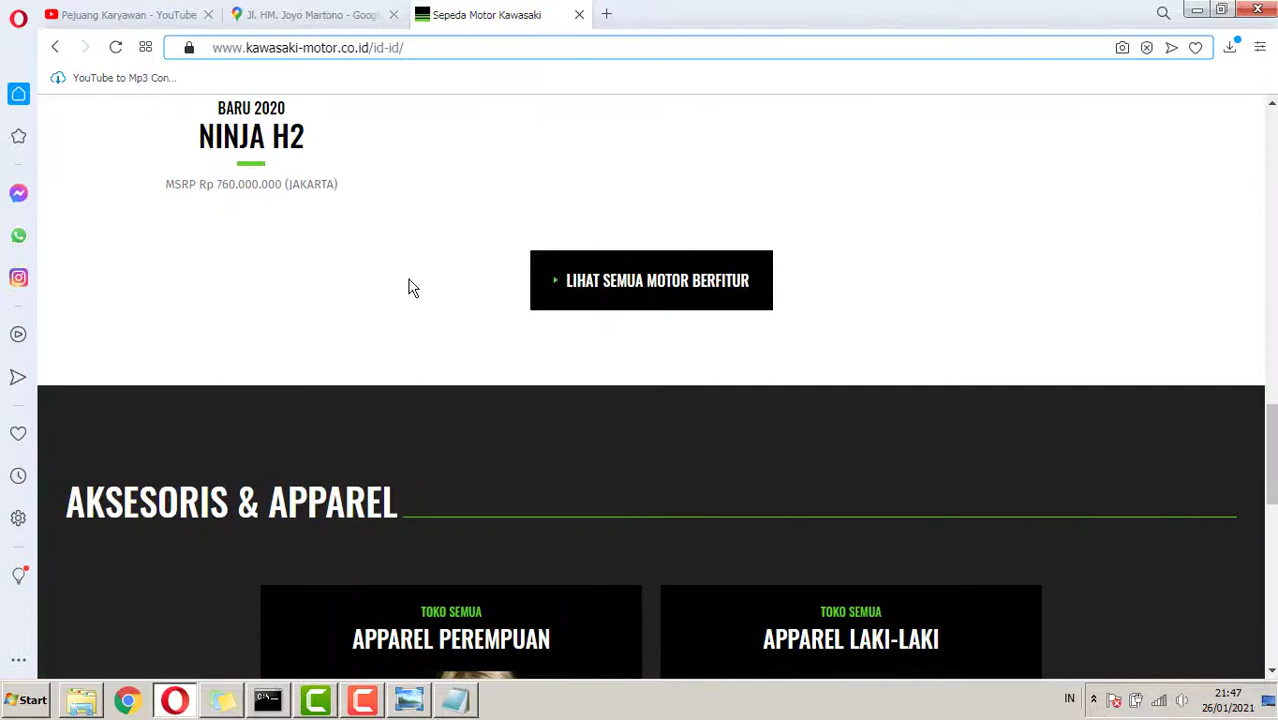 Pejuang Karyawan - YouTube
Jl. HM. Joyo Martono - Googl
Sepeda Motor Kawasaki
www.kawasaki-motor.co.id/id-id/
YouTube to Mp3 Con...
BARU 2020
NINJA H2
MSRP Rp 760.000.000 (JAKARTA)
LIHAT SEMUA MOTOR BERFITUR
AKSESORIS & APPAREL
TOKO SEMUA
APPAREL PEREMPUAN
TOKO SEMUA
APPAREL LAKI-LAKI
Start
IN
21:47
26/01/2021